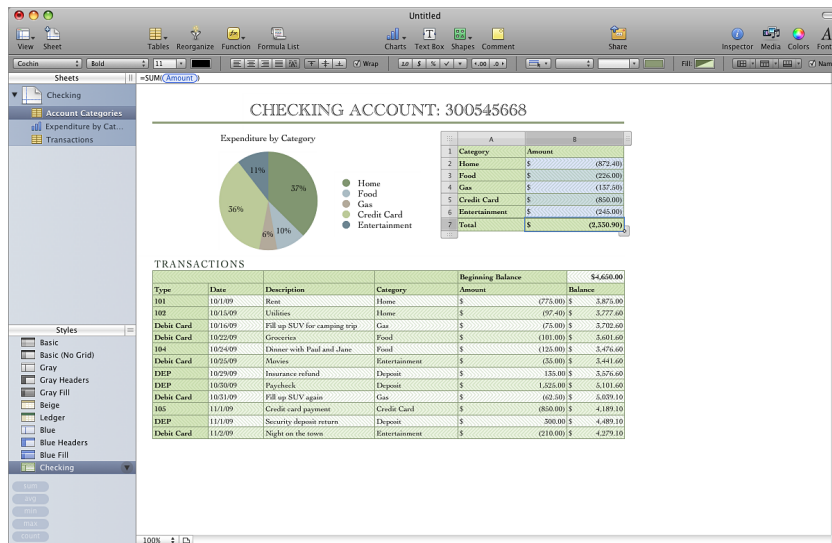 Untitled
View Sheet Tables Reorganize Function Formula List Charts Text Box Shapes Comment Share Inspector Media Colors Font
Cochin Bold 11 Wrap Fill:
Sheets =SUM(Amount)
Checking
Account Categories
Expenditure by Cat...
Transactions
CHECKING ACCOUNT: 300545668
Expenditure by Category
37%
10%
6%
36%
11%
Home
Food
Gas
Credit Card
Entertainment
A B
1 Category Amount
2 Home $ (872.40)
3 Food $ (226.00)
4 Gas $ (137.50)
5 Credit Card $ (850.00)
6 Entertainment $ (245.00)
7 Total $ (2,330.90)
TRANSACTIONS
Beginning Balance $4,650.00
Type Date Description Category Amount Balance
101 10/1/09 Rent Home $ (775.00) $ 3,875.00
102 10/15/09 Utilities Home $ (97.40) $ 3,777.60
Debit Card 10/16/09 Fill up SUV for camping trip Gas $ (75.00) $ 3,702.60
Debit Card 10/22/09 Groceries Food $ (101.00) $ 3,601.60
104 10/24/09 Dinner with Paul and Jane Food $ (125.00) $ 3,476.60
Debit Card 10/25/09 Movies Entertainment $ (35.00) $ 3,441.60
DEP 10/29/09 Insurance refund Deposit $ 135.00 $ 3,576.60
DEP 10/30/09 Paycheck Deposit $ 1,525.00 $ 5,101.60
Debit Card 10/31/09 Fill up SUV again Gas $ (62.50) $ 5,039.10
105 11/1/09 Credit card payment Credit Card $ (850.00) $ 4,189.10
DEP 11/1/09 Security deposit return Deposit $ 300.00 $ 4,489.10
Debit Card 11/2/09 Night on the town Entertainment $ (210.00) $ 4,279.10
Styles
Basic
Basic (No Grid)
Gray
Gray Headers
Gray Fill
Beige
Ledger
Blue
Blue Headers
Blue Fill
Checking
sum
avg
min
max
count
100%